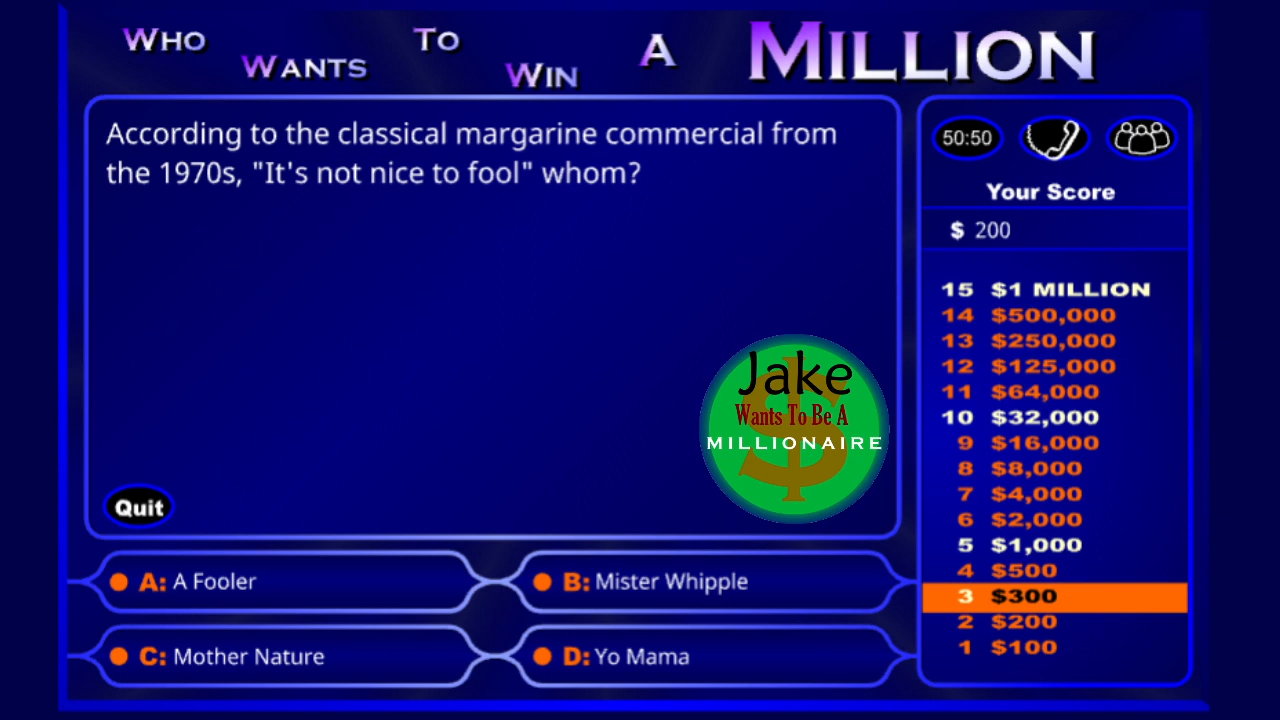 WHO WANTS TO WIN A MILLION
According to the classical margarine commercial from
the 1970s, "It's not nice to fool" whom?
Jake
Wants To Be A
MILLIONAIRE
Quit
A: A Fooler
B: Mister Whipple
C: Mother Nature
D: Yo Mama
50:50
Your Score
$ 200
15 $1 MILLION
14 $500,000
13 $250,000
12 $125,000
11 $64,000
10 $32,000
9 $16,000
8 $8,000
7 $4,000
6 $2,000
5 $1,000
4 $500
3 $300
2 $200
1 $100